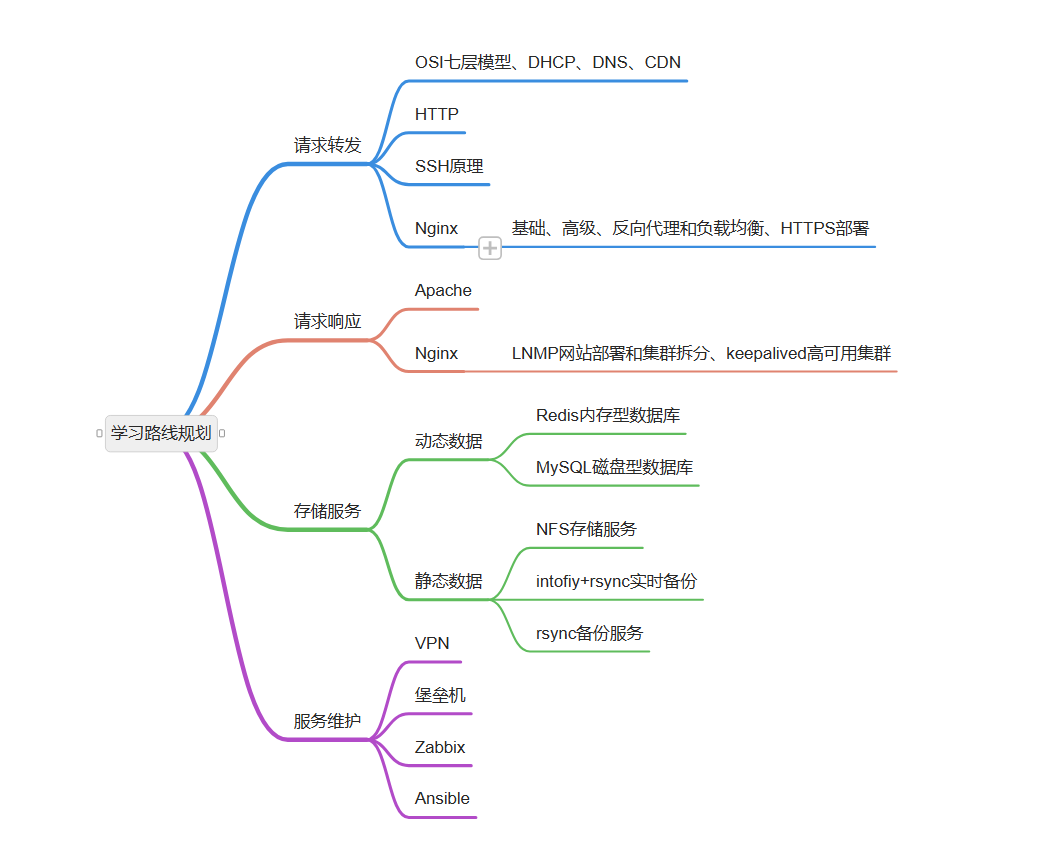 学习路线规划
请求转发
OSI七层模型、DHCP、DNS、CDN
HTTP
SSH原理
Nginx
基础、高级、反向代理和负载均衡、HTTPS部署
请求响应
Apache
Nginx
LNMP网站部署和集群拆分、keepalived高可用集群
存储服务
动态数据
Redis内存型数据库
MySQL磁盘型数据库
静态数据
NFS存储服务
intofiy+rsync实时备份
rsync备份服务
服务维护
VPN
堡垒机
Zabbix
Ansible